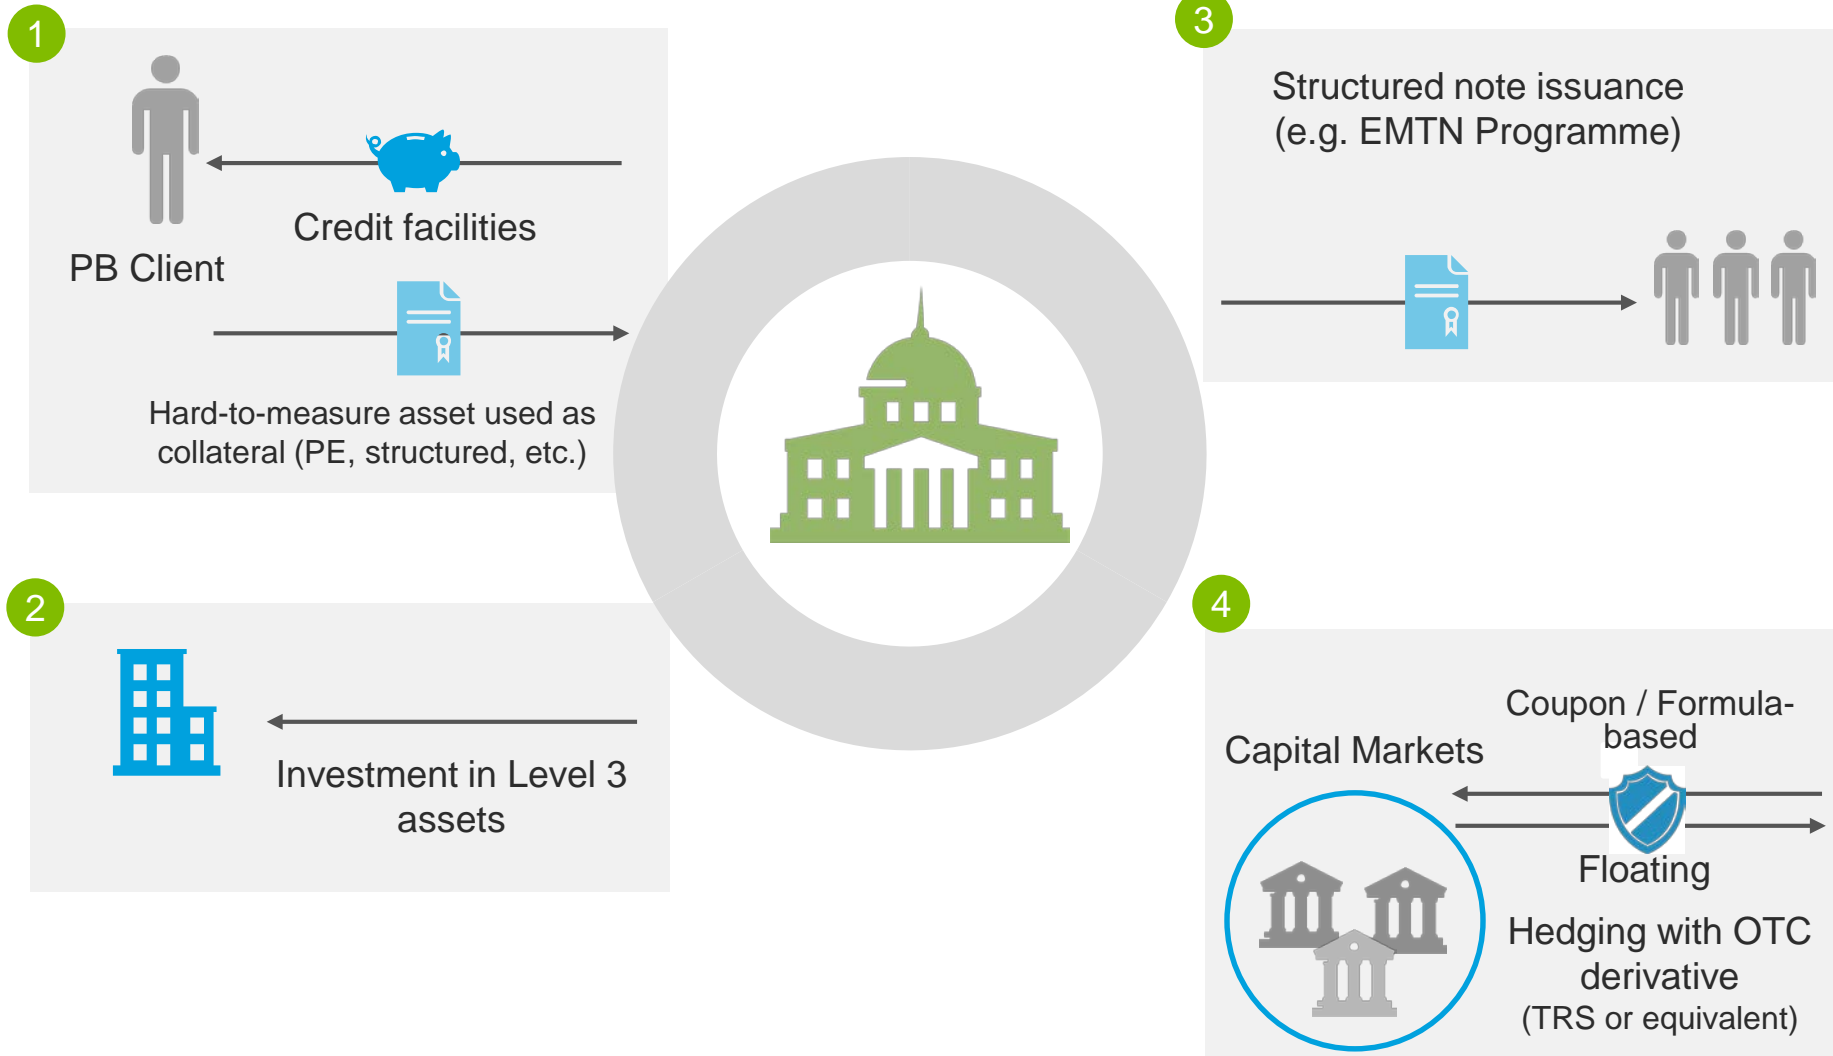 1
PB Client
Credit facilities
Hard-to-measure asset used as
collateral (PE, structured, etc.)
2
Investment in Level 3
assets
3
Structured note issuance
(e.g. EMTN Programme)
4
Capital Markets
Coupon / Formula-
based
Floating
Hedging with OTC
derivative
(TRS or equivalent)